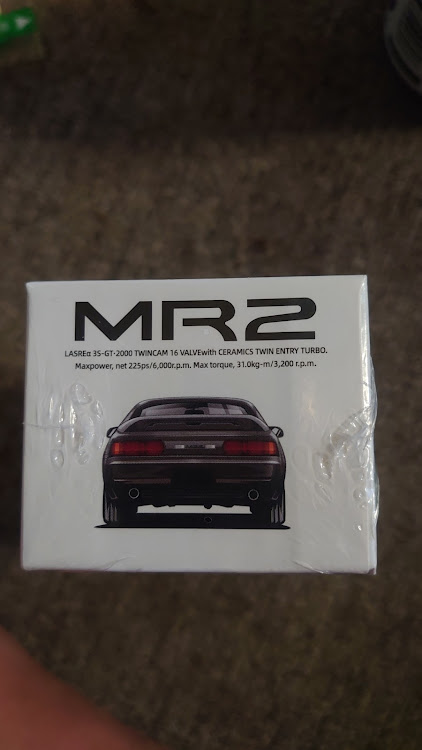 MR2
LASREα 3S-GT-2000 TWINCAM 16 VALVEwith CERAMICS TWIN ENTRY TURBO.
Maxpower, net 225ps/6,000r.p.m. Max torque, 31.0kg-m/3,200 r.p.m.